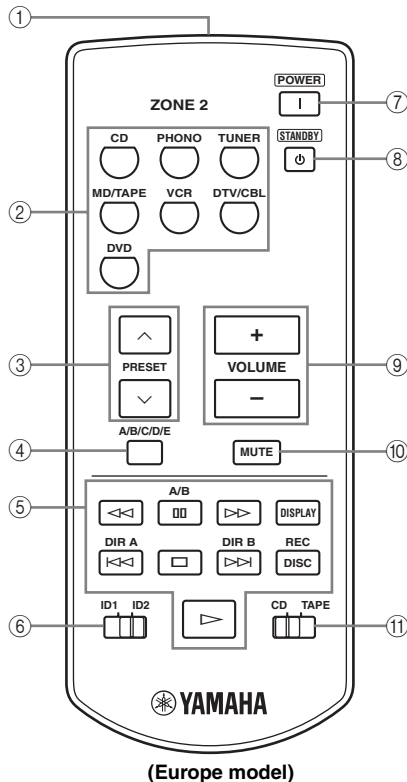 ①
POWER
⑦
ZONE 2
STANDBY
⑧
CD PHONO TUNER
②
MD/TAPE VCR DTV/CBL
DVD
③
PRESET
+
VOLUME
−
⑨
A/B/C/D/E
④
MUTE
⑩
⑤
A/B
DISPLAY
DIR A DIR B REC
DISC
ID1 ID2
⑥
CD TAPE
⑪
YAMAHA
(Europe model)